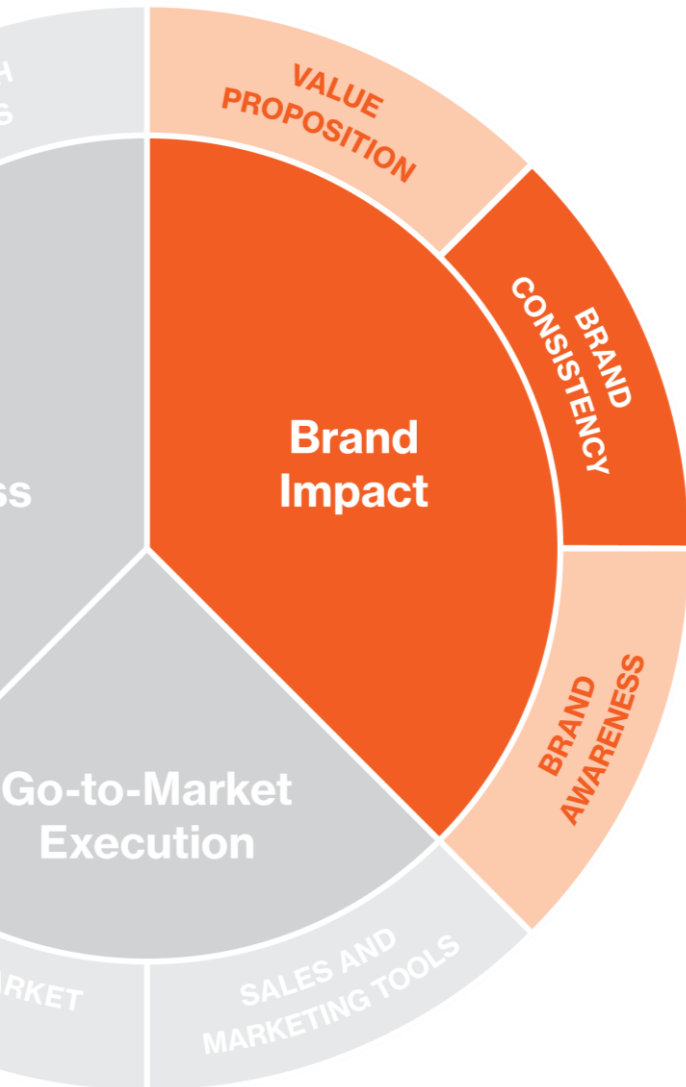 VALUE
PROPOSITION
BRAND
CONSISTENCY
Brand
Impact
BRAND
AWARENESS
Go-to-Market
Execution
SALES AND
MARKETING TOOLS